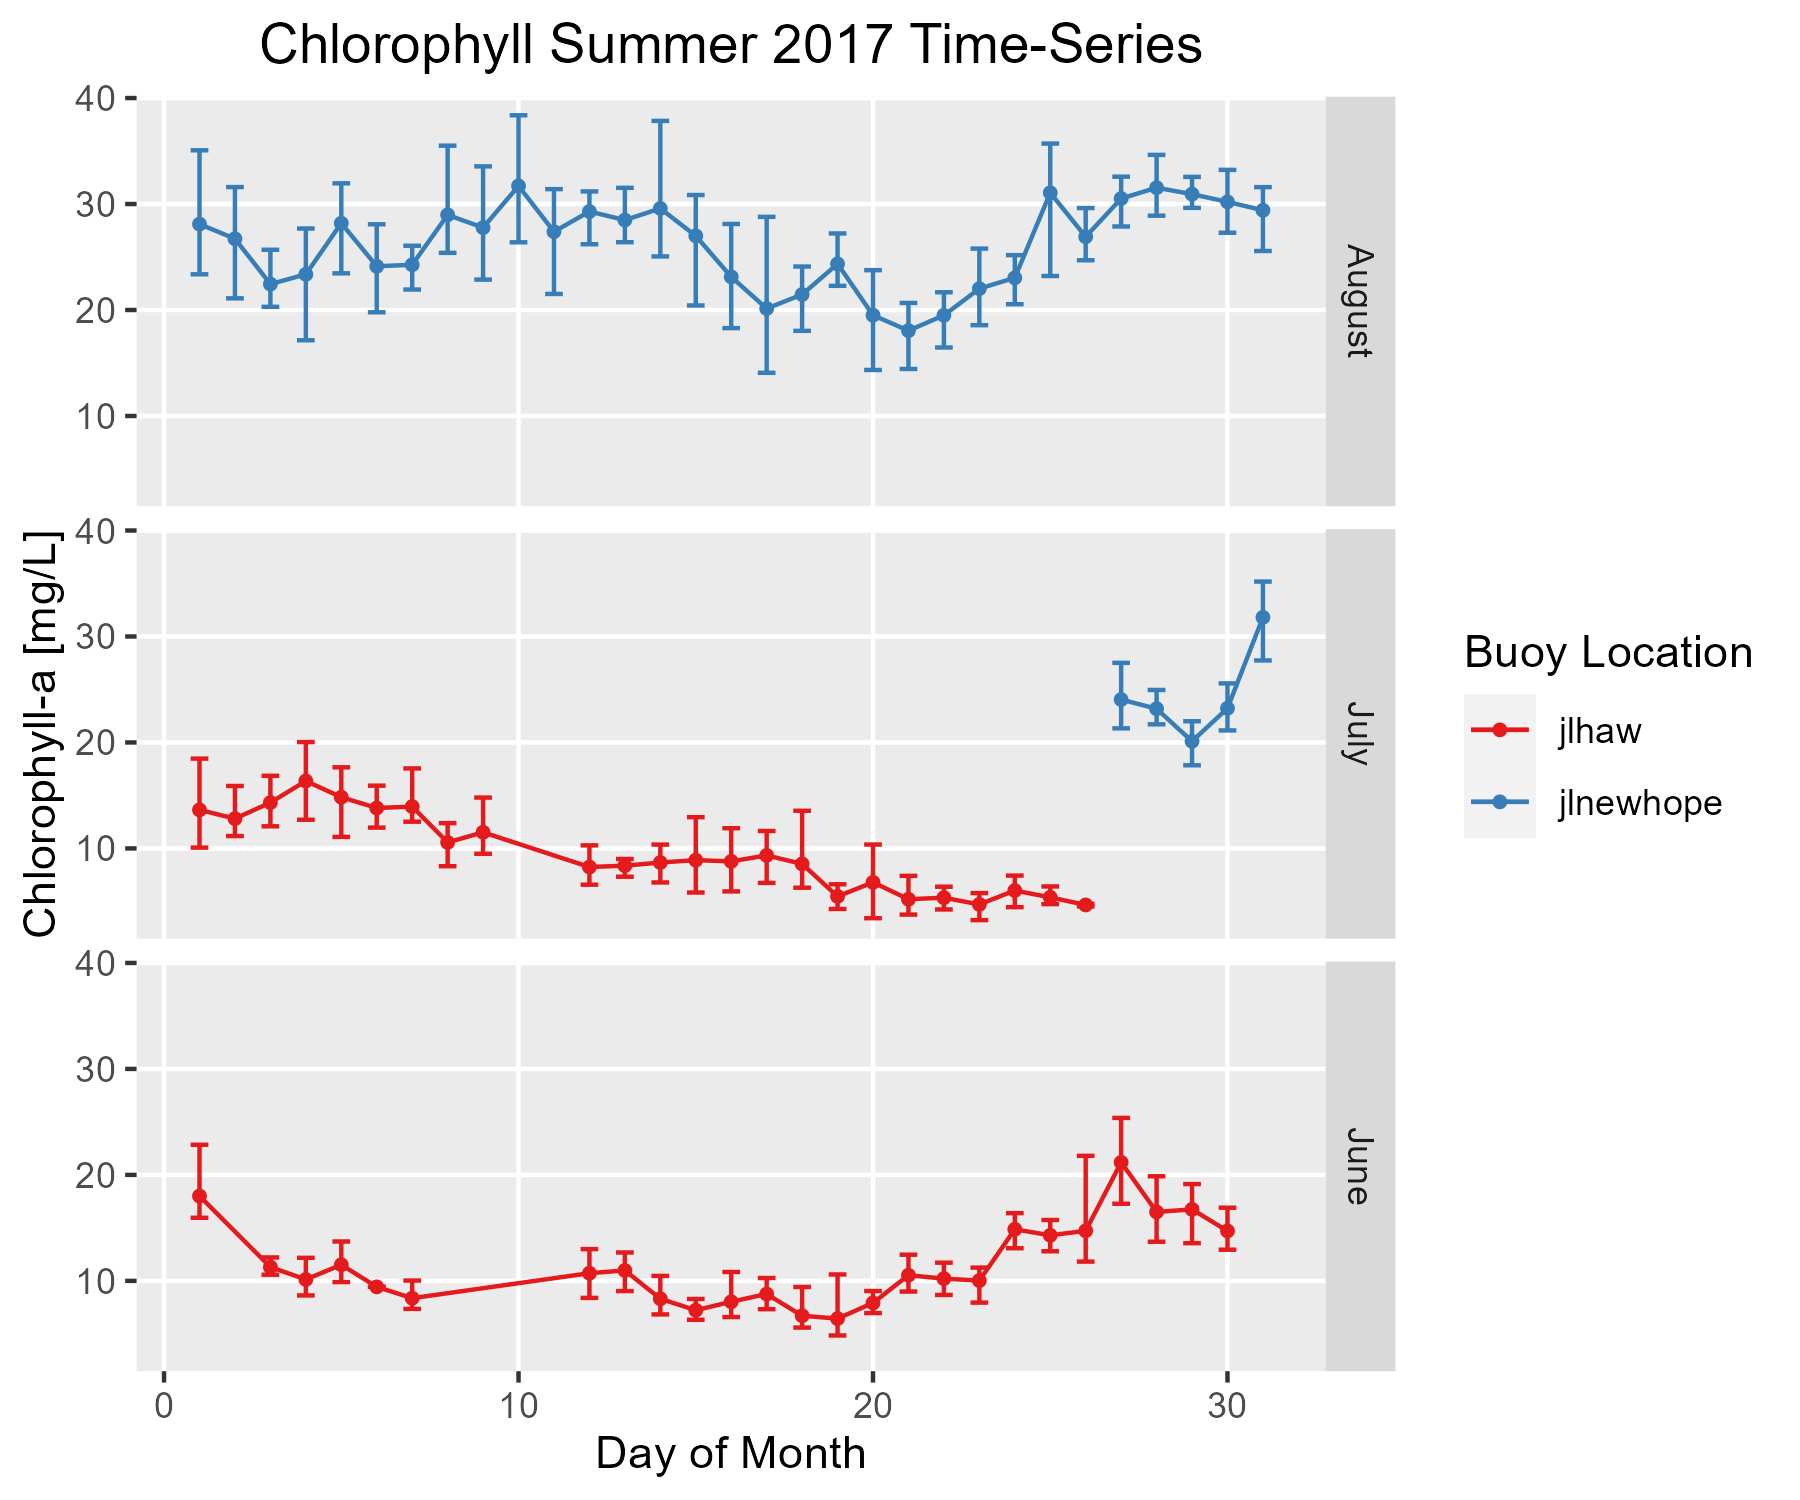 Chlorophyll Summer 2017 Time-Series
40
30
20
10
August
40
30
20
10
July
40
30
20
10
June
0 10 20 30
Day of Month
Chlorophyll-a [mg/L]
Buoy Location
jlhaw
jlnewhope